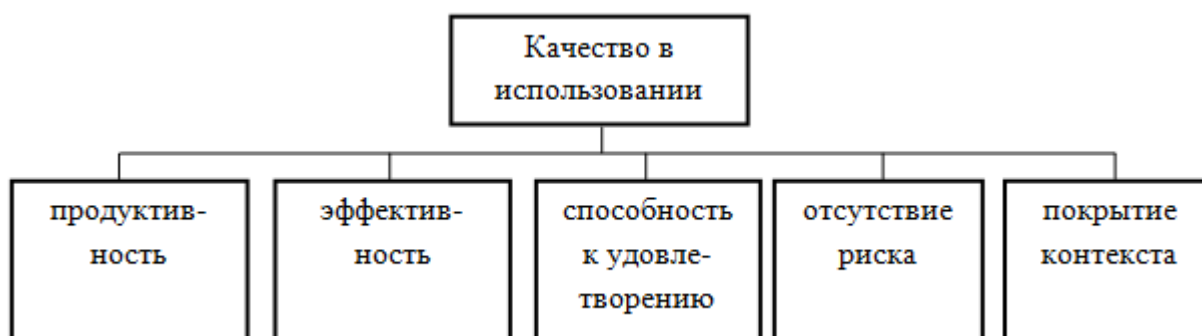 Качество в
использовании
продуктив-
ность
эффектив-
ность
способность
к удовле-
творению
отсутствие
риска
покрытие
контекста